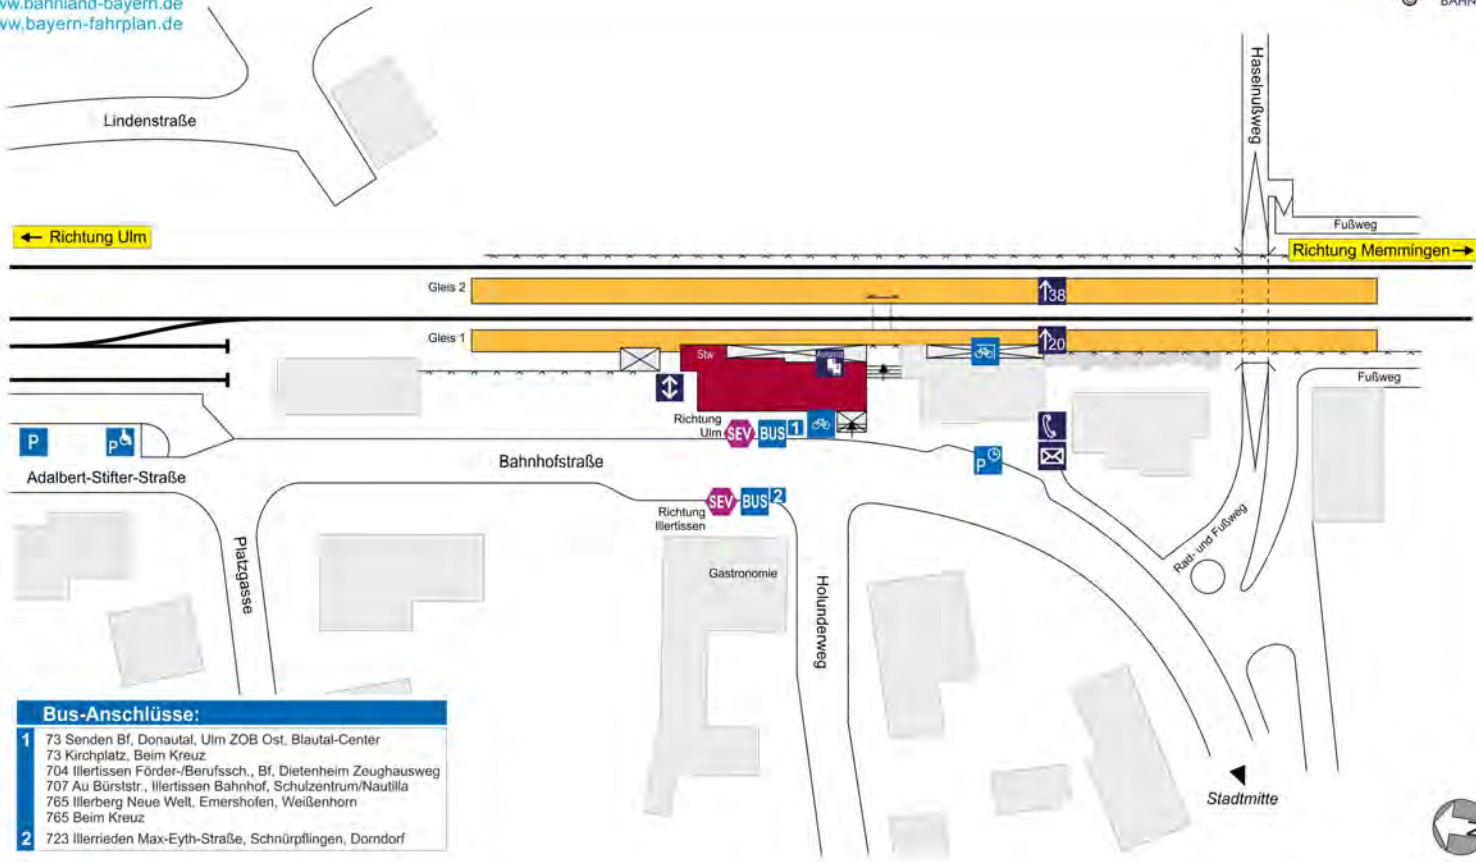 www.bahnland-bayern.de
www.bayern-fahrplan.de
BAHN
Lindenstraße
Haselnußweg
Fußweg
← Richtung Ulm
Richtung Memmingen →
Gleis 2
↑38
Gleis 1
↑20
Stw
Fußweg
Richtung
Ulm
SEV BUS 1
P
P
Adalbert-Stifter-Straße
Bahnhofstraße
P
SEV BUS 2
Richtung
Illertissen
Rad- und Fußweg
Platzgasse
Gastronomie
Holunderweg
Stadtmitte
N
Bus-Anschlüsse:
1 73 Senden Bf, Donautal, Ulm ZOB Ost, Blautal-Center
73 Kirchplatz, Beim Kreuz
704 Illertissen Förder-/Berufssch., Bf, Dietenheim Zeughausweg
707 Au Bürststr., Illertissen Bahnhof, Schulzentrum/Nautilla
765 Illerberg Neue Welt, Emershofen, Weißenhorn
765 Beim Kreuz
2 723 Illerrieden Max-Eyth-Straße, Schnürpflingen, Dorndorf